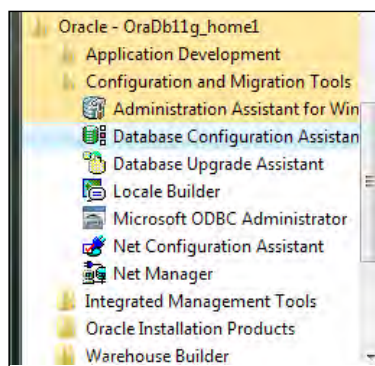 Oracle - OraDb11g_home1
Application Development
Configuration and Migration Tools
Administration Assistant for Win
Database Configuration Assistan
Database Upgrade Assistant
Locale Builder
Microsoft ODBC Administrator
Net Configuration Assistant
Net Manager
Integrated Management Tools
Oracle Installation Products
Warehouse Builder